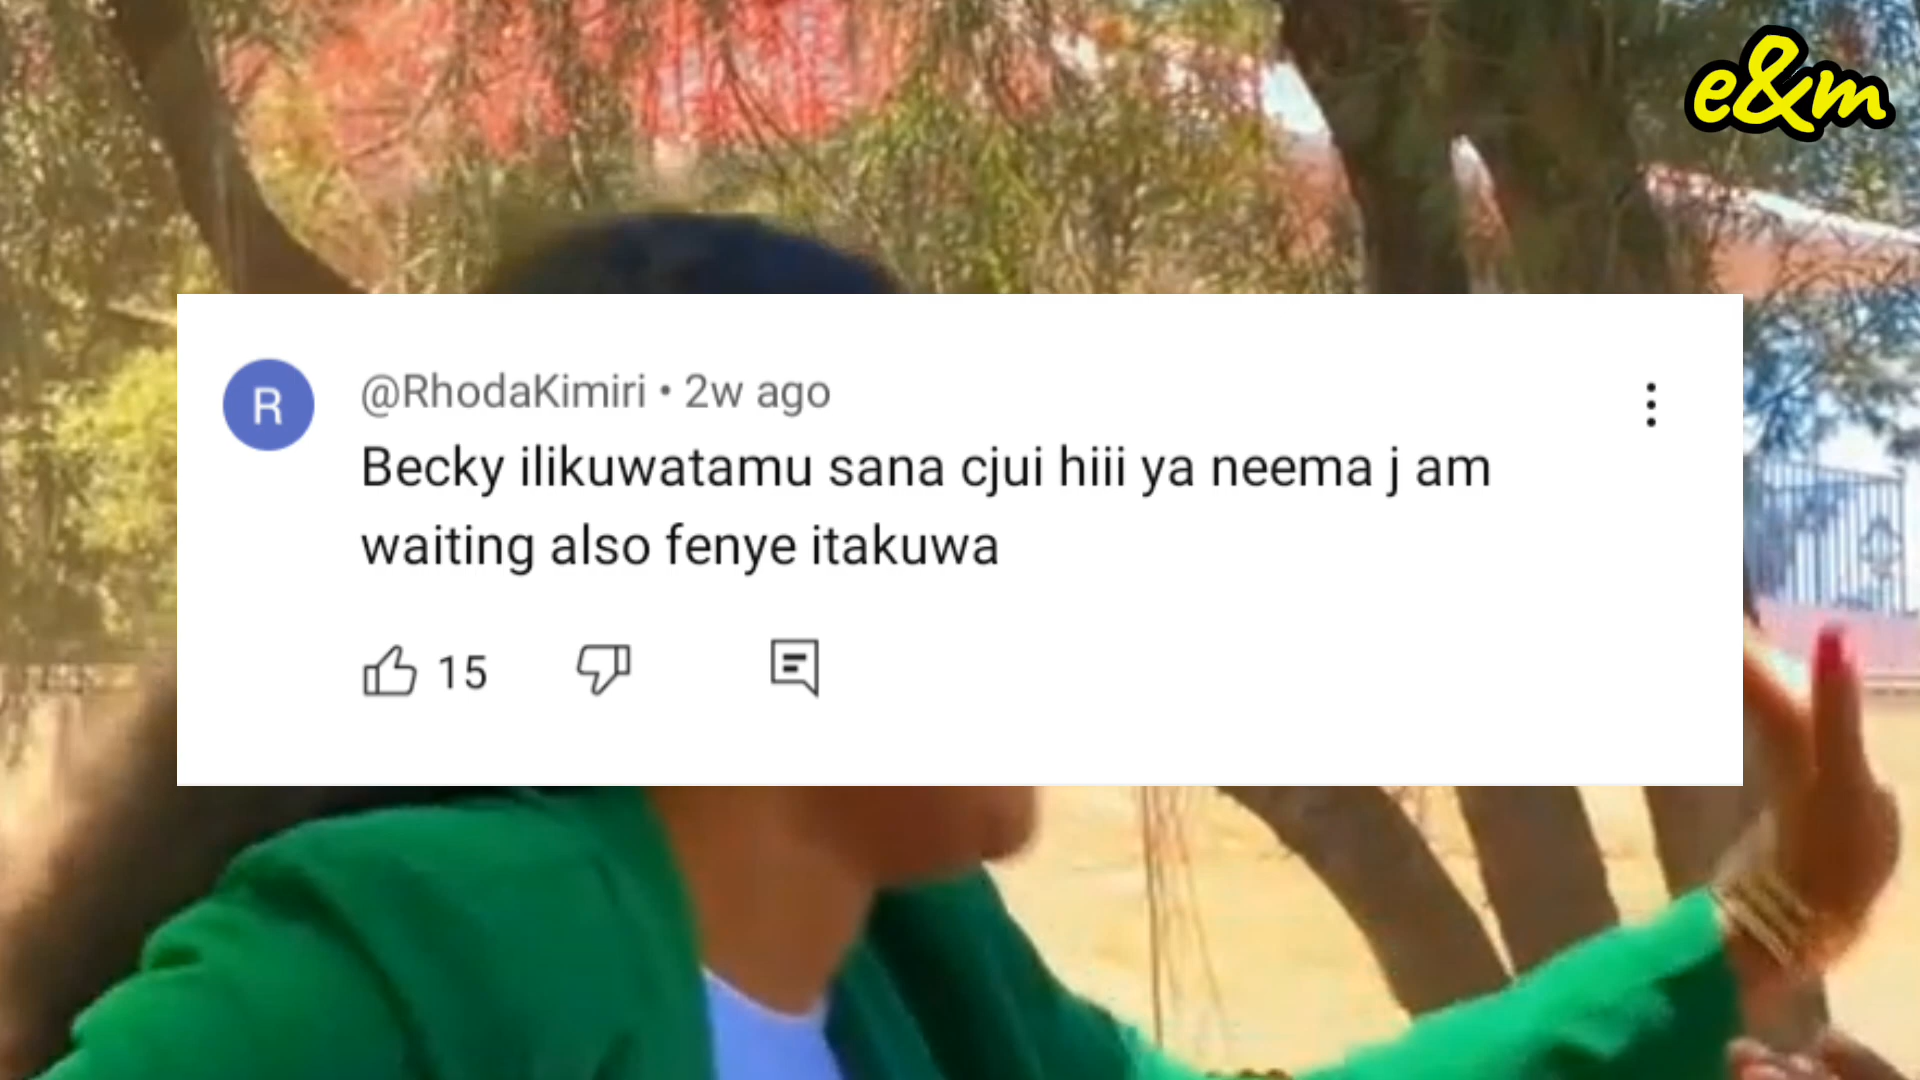 e&m
R
@RhodaKimiri • 2w ago
Becky ilikuwatamu sana cjui hiii ya neema j am
waiting also fenye itakuwa
15